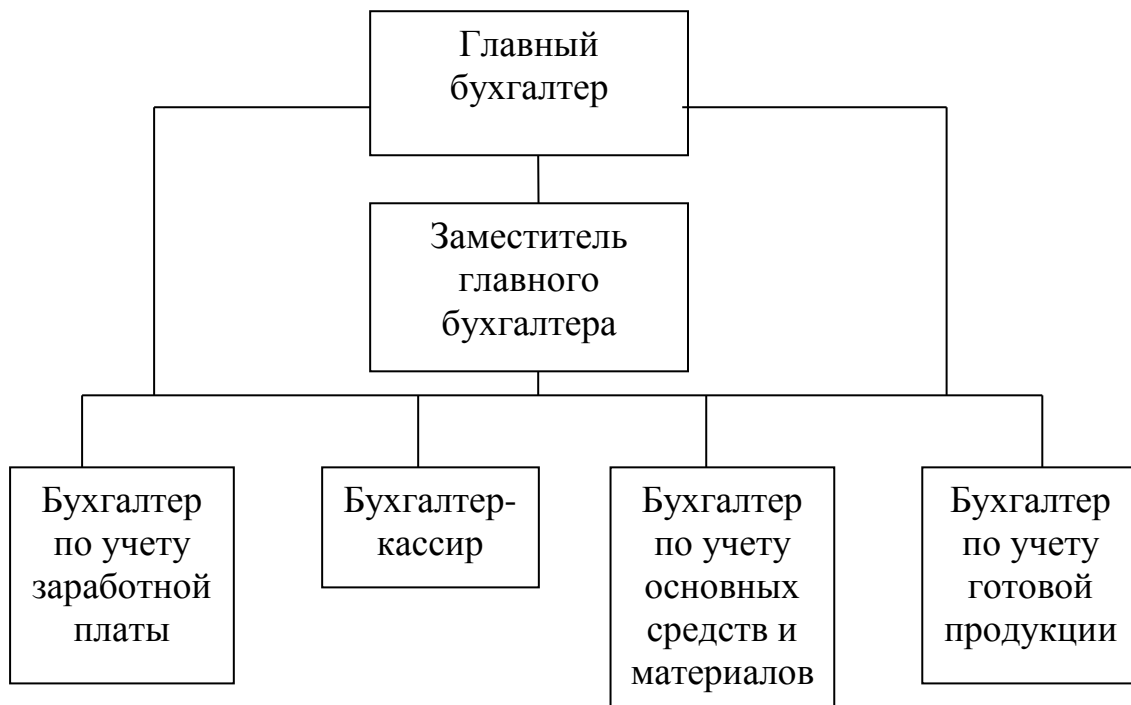 Главный
бухгалтер
Заместитель
главного
бухгалтера
Бухгалтер
по учету
заработной
платы
Бухгалтер-
кассир
Бухгалтер
по учету
основных
средств и
материалов
Бухгалтер
по учету
готовой
продукции